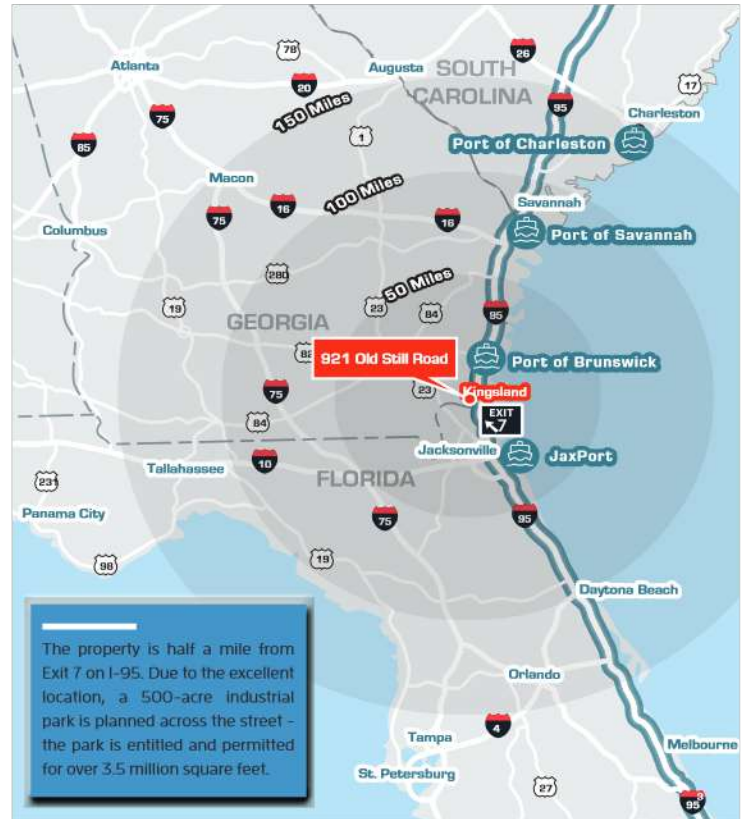 78
26
Atlanta
Augusta
SOUTH
CAROLINA
20
17
95
150 Miles
75
Charleston
1
85
Port of Charleston
Macon
100 Miles
16
75
Savannah
16
Columbus
Port of Savannah
280
50 Miles
19
23
84
95
GEORGIA
82
921 Old Still Road
Port of Brunswick
75
23
Kingsland
EXIT
7
84
Jacksonville
JaxPort
Tallahassee
10
FLORIDA
231
Panama City
75
95
98
19
Daytona Beach
The property is half a mile from
Exit 7 on I-95. Due to the excellent
location, a 500-acre industrial
park is planned across the street -
the park is entitled and permitted
for over 3.5 million square feet.
Orlando
4
Tampa
Melbourne
St. Petersburg
27
95
3